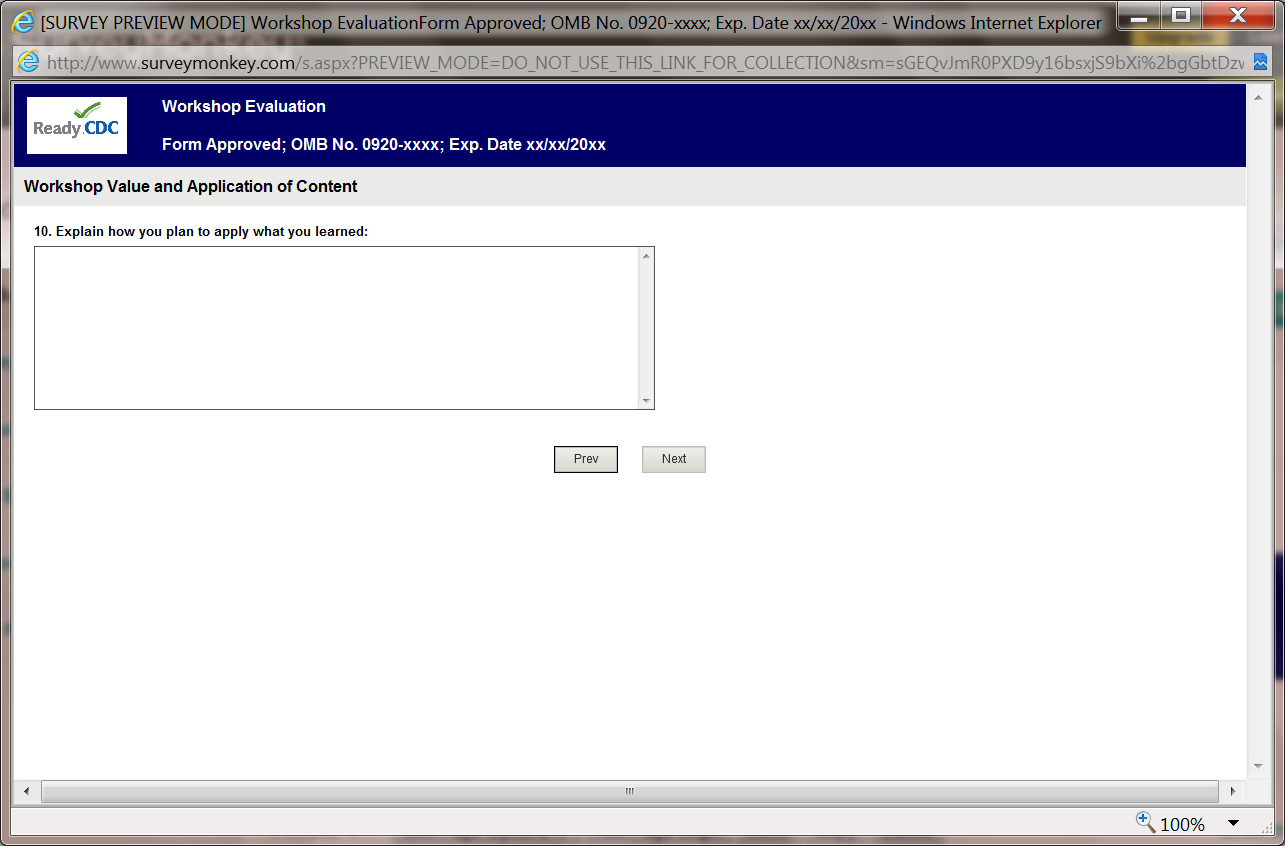 [SURVEY PREVIEW MODE] Workshop EvaluationForm Approved; OMB No. 0920-xxxx; Exp. Date xx/xx/20xx - Windows Internet Explorer
http://www.surveymonkey.com/s.aspx?PREVIEW_MODE=DO_NOT_USE_THIS_LINK_FOR_COLLECTION&sm=sGEQvJmR0PXD9y16bsxjS9bXi%2bgGbtDzv
Ready.CDC
Workshop Evaluation
Form Approved; OMB No. 0920-xxxx; Exp. Date xx/xx/20xx
Workshop Value and Application of Content
10. Explain how you plan to apply what you learned:
Prev Next
100%